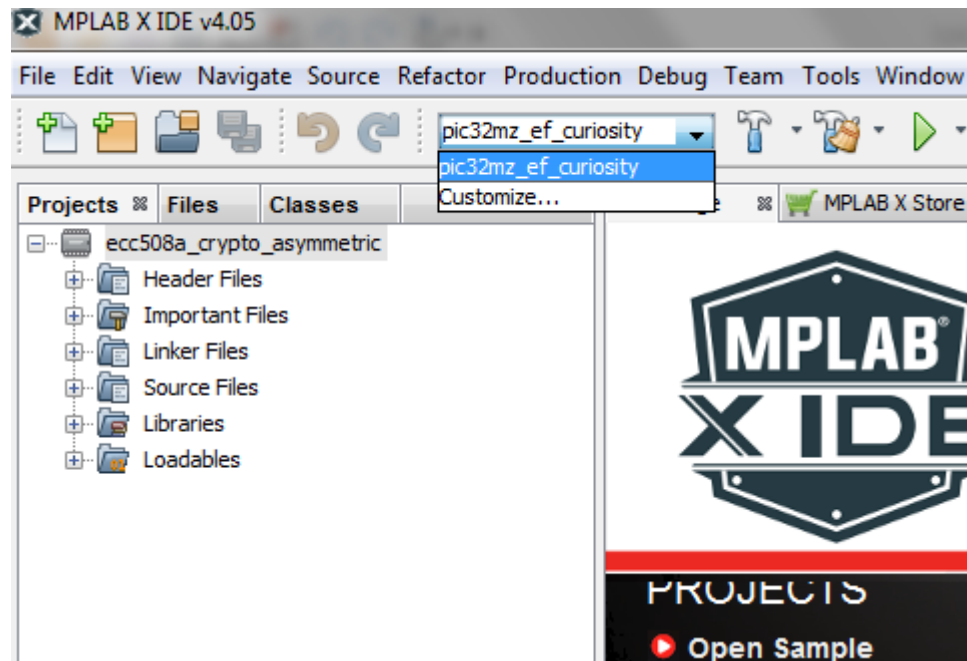 MPLAB X IDE v4.05
File Edit View Navigate Source Refactor Production Debug Team Tools Window
pic32mz_ef_curiosity
pic32mz_ef_curiosity
Customize...
Projects Files Classes
MPLAB X Store
ecc508a_crypto_asymmetric
Header Files
Important Files
Linker Files
Source Files
Libraries
Loadables
MPLAB®
X IDE
PROJECTS
Open Sample